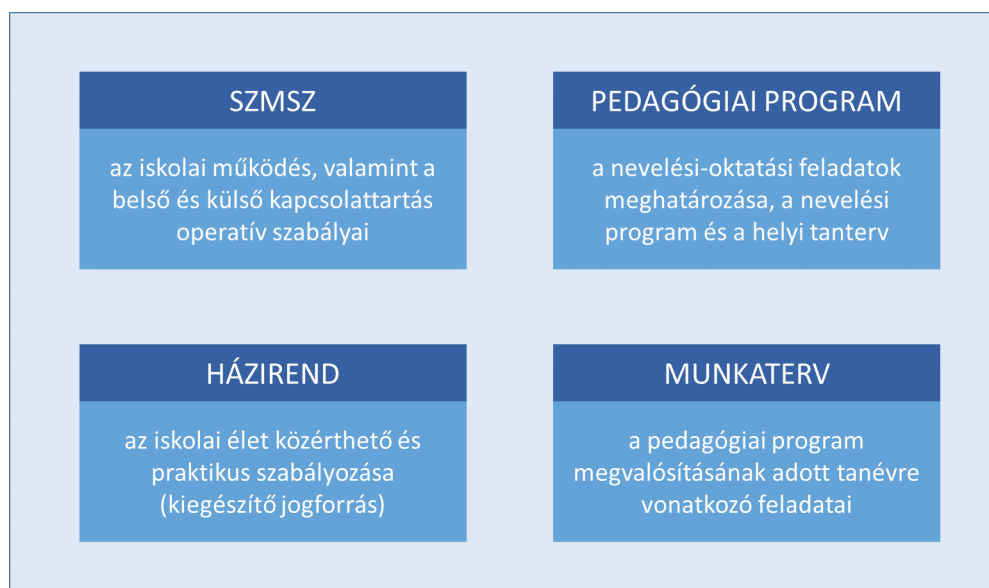 SZMSZ
az iskolai működés, valamint a
belső és külső kapcsolattartás
operatív szabályai
PEDAGÓGIAI PROGRAM
a nevelési-oktatási feladatok
meghatározása, a nevelési
program és a helyi tanterv
HÁZIREND
az iskolai élet közérthető és
praktikus szabályozása
(kiegészítő jogforrás)
MUNKATERV
a pedagógiai program
megvalósításának adott tanévre
vonatkozó feladatai